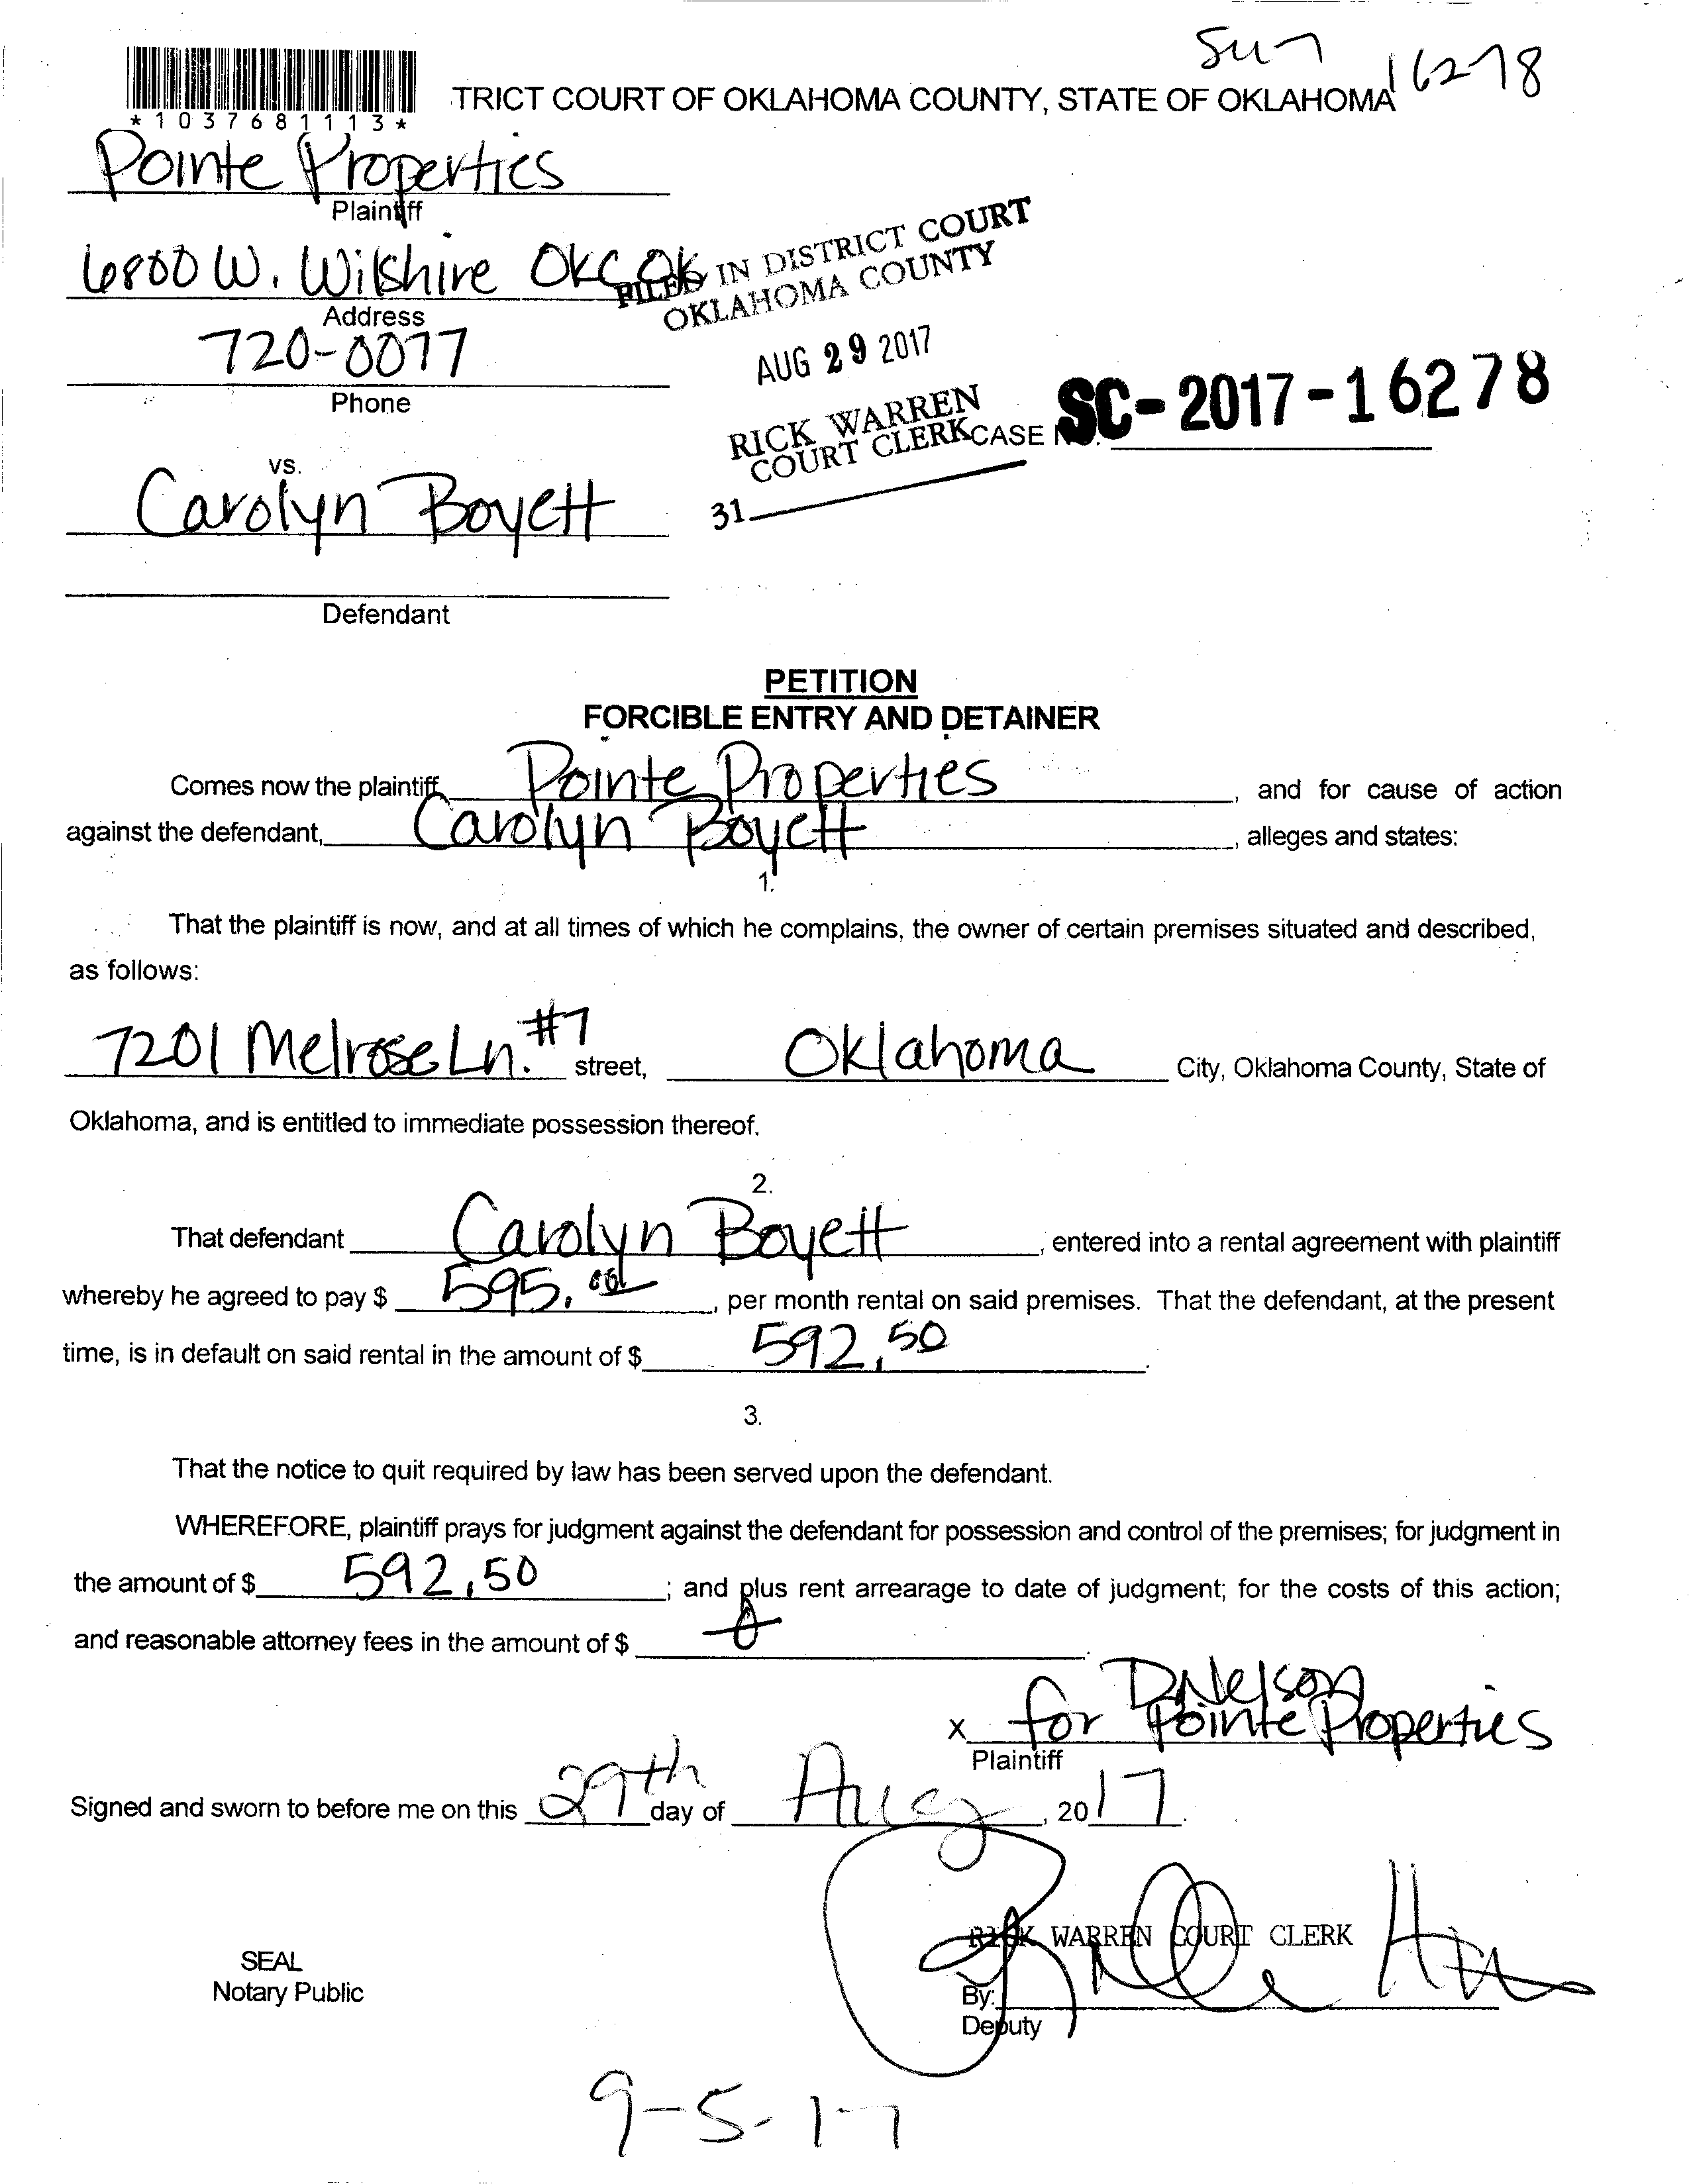 Sun 16278
*1037681113*
TRICT COURT OF OKLAHOMA COUNTY, STATE OF OKLAHOMA
Pointe Properties
Plaintiff
6800 W. Wilshire OKC OK
Address
720-0077
Phone
FILED IN DISTRICT COURT
OKLAHOMA COUNTY
AUG 29 2017
RICK WARREN
COURT CLERK
31
CASE NO. SC-2017-16278
vs.
Carolyn Boyett
Defendant
PETITION
FORCIBLE ENTRY AND DETAINER
Comes now the plaintiff Pointe Properties, and for cause of action
against the defendant, Carolyn Boyett, alleges and states:
1.
That the plaintiff is now, and at all times of which he complains, the owner of certain premises situated and described,
as follows:
7201 Melrose Ln. #7 street, Oklahoma City, Oklahoma County, State of
Oklahoma, and is entitled to immediate possession thereof.
2.
That defendant Carolyn Boyett, entered into a rental agreement with plaintiff
whereby he agreed to pay $ 595.00, per month rental on said premises. That the defendant, at the present
time, is in default on said rental in the amount of $ 592.50.
3.
That the notice to quit required by law has been served upon the defendant.
WHEREFORE, plaintiff prays for judgment against the defendant for possession and control of the premises; for judgment in
the amount of $ 592.50; and plus rent arrearage to date of judgment; for the costs of this action;
and reasonable attorney fees in the amount of $ 0.
DNelson
x for Pointe Properties
Plaintiff
Signed and sworn to before me on this 29th day of Aug, 2017.
RICK WARREN COURT CLERK
SEAL
Notary Public
By:
Deputy
9-5-17